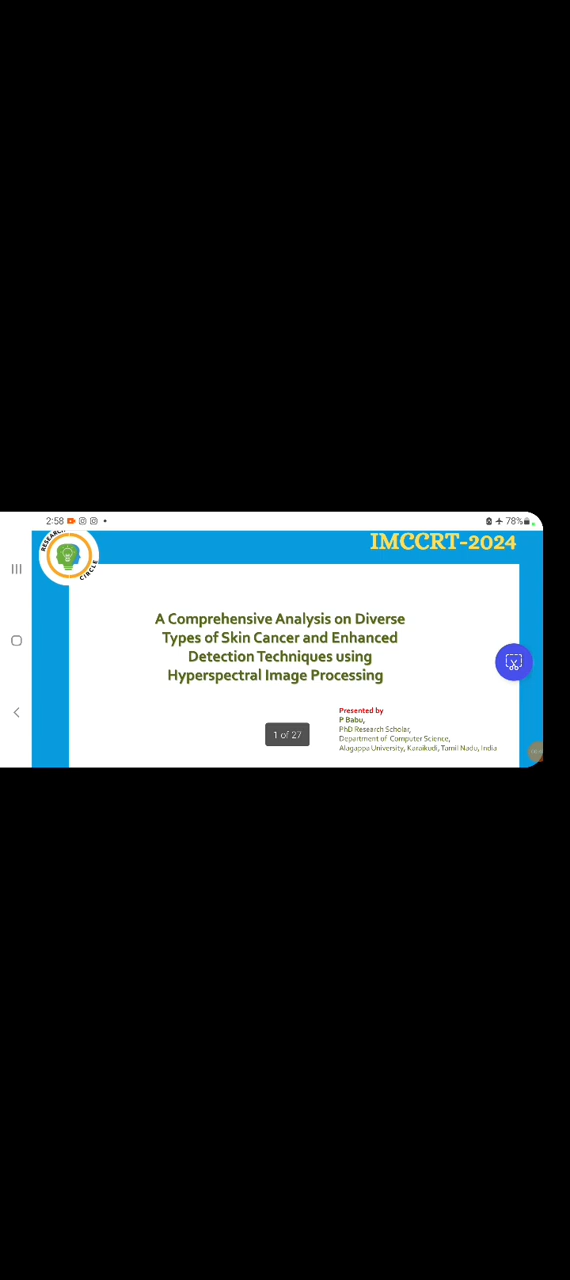 2:58
78%
RESEARCH
CIRCLE
IMCCRT-2024
A Comprehensive Analysis on Diverse
Types of Skin Cancer and Enhanced
Detection Techniques using
Hyperspectral Image Processing
Presented by
P Babu,
PhD Research Scholar,
Department of Computer Science,
Alagappa University, Karaikudi, Tamil Nadu, India
1 of 27